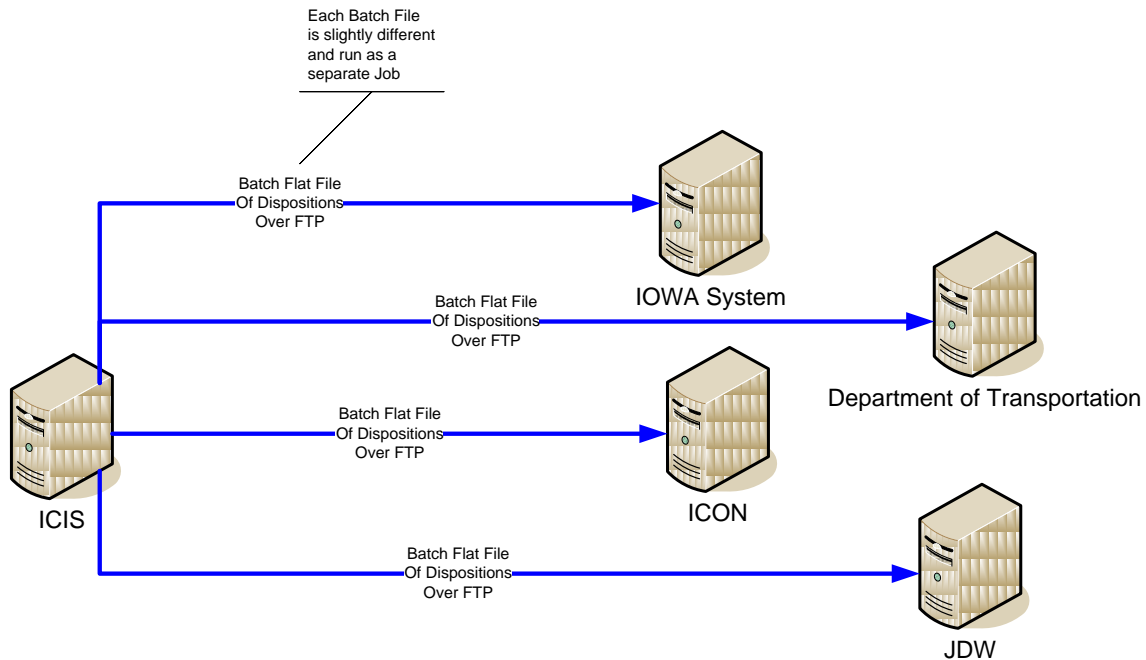 Each Batch File
is slightly different
and run as a
separate Job
Batch Flat File
Of Dispositions
Over FTP
IOWA System
Batch Flat File
Of Dispositions
Over FTP
Department of Transportation
Batch Flat File
Of Dispositions
Over FTP
ICIS
ICON
Batch Flat File
Of Dispositions
Over FTP
JDW